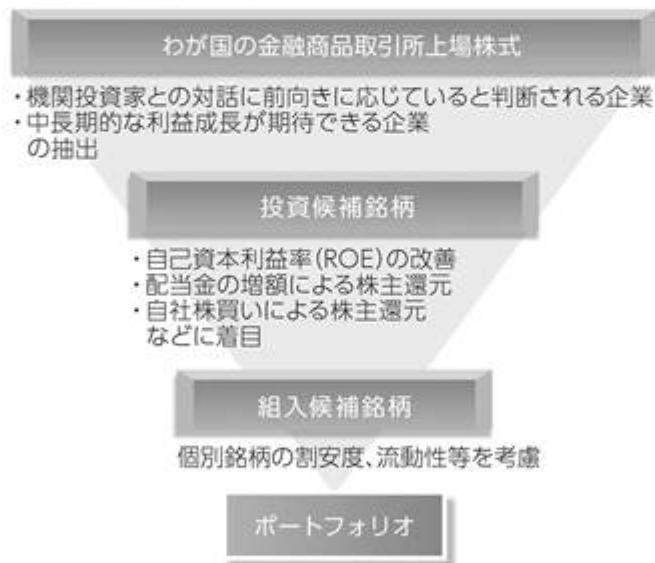 わが国の金融商品取引所上場株式
・機関投資家との対話に前向きに応じていると判断される企業
・中長期的な利益成長が期待できる企業
の抽出
投資候補銘柄
・自己資本利益率(ROE)の改善
・配当金の増額による株主還元
・自社株買いによる株主還元
などに着目
組入候補銘柄
個別銘柄の割安度、流動性等を考慮
ポートフォリオ